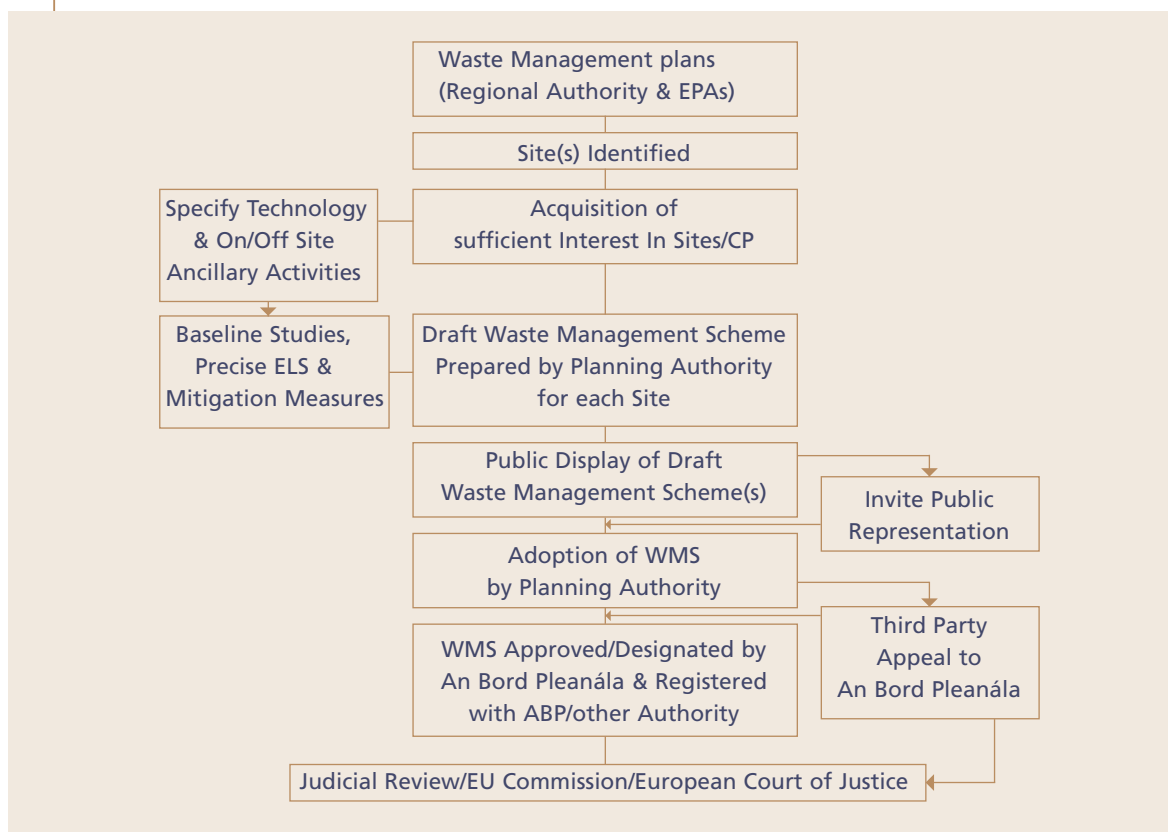 Waste Management plans
(Regional Authority & EPAs)
Site(s) Identified
Specify Technology
& On/Off Site
Ancillary Activities
Acquisition of
sufficient Interest In Sites/CP
Baseline Studies,
Precise ELS &
Mitigation Measures
Draft Waste Management Scheme
Prepared by Planning Authority
for each Site
Public Display of Draft
Waste Management Scheme(s)
Invite Public
Representation
Adoption of WMS
by Planning Authority
Third Party
Appeal to
An Bord Pleanála
WMS Approved/Designated by
An Bord Pleanála & Registered
with ABP/other Authority
Judicial Review/EU Commission/European Court of Justice